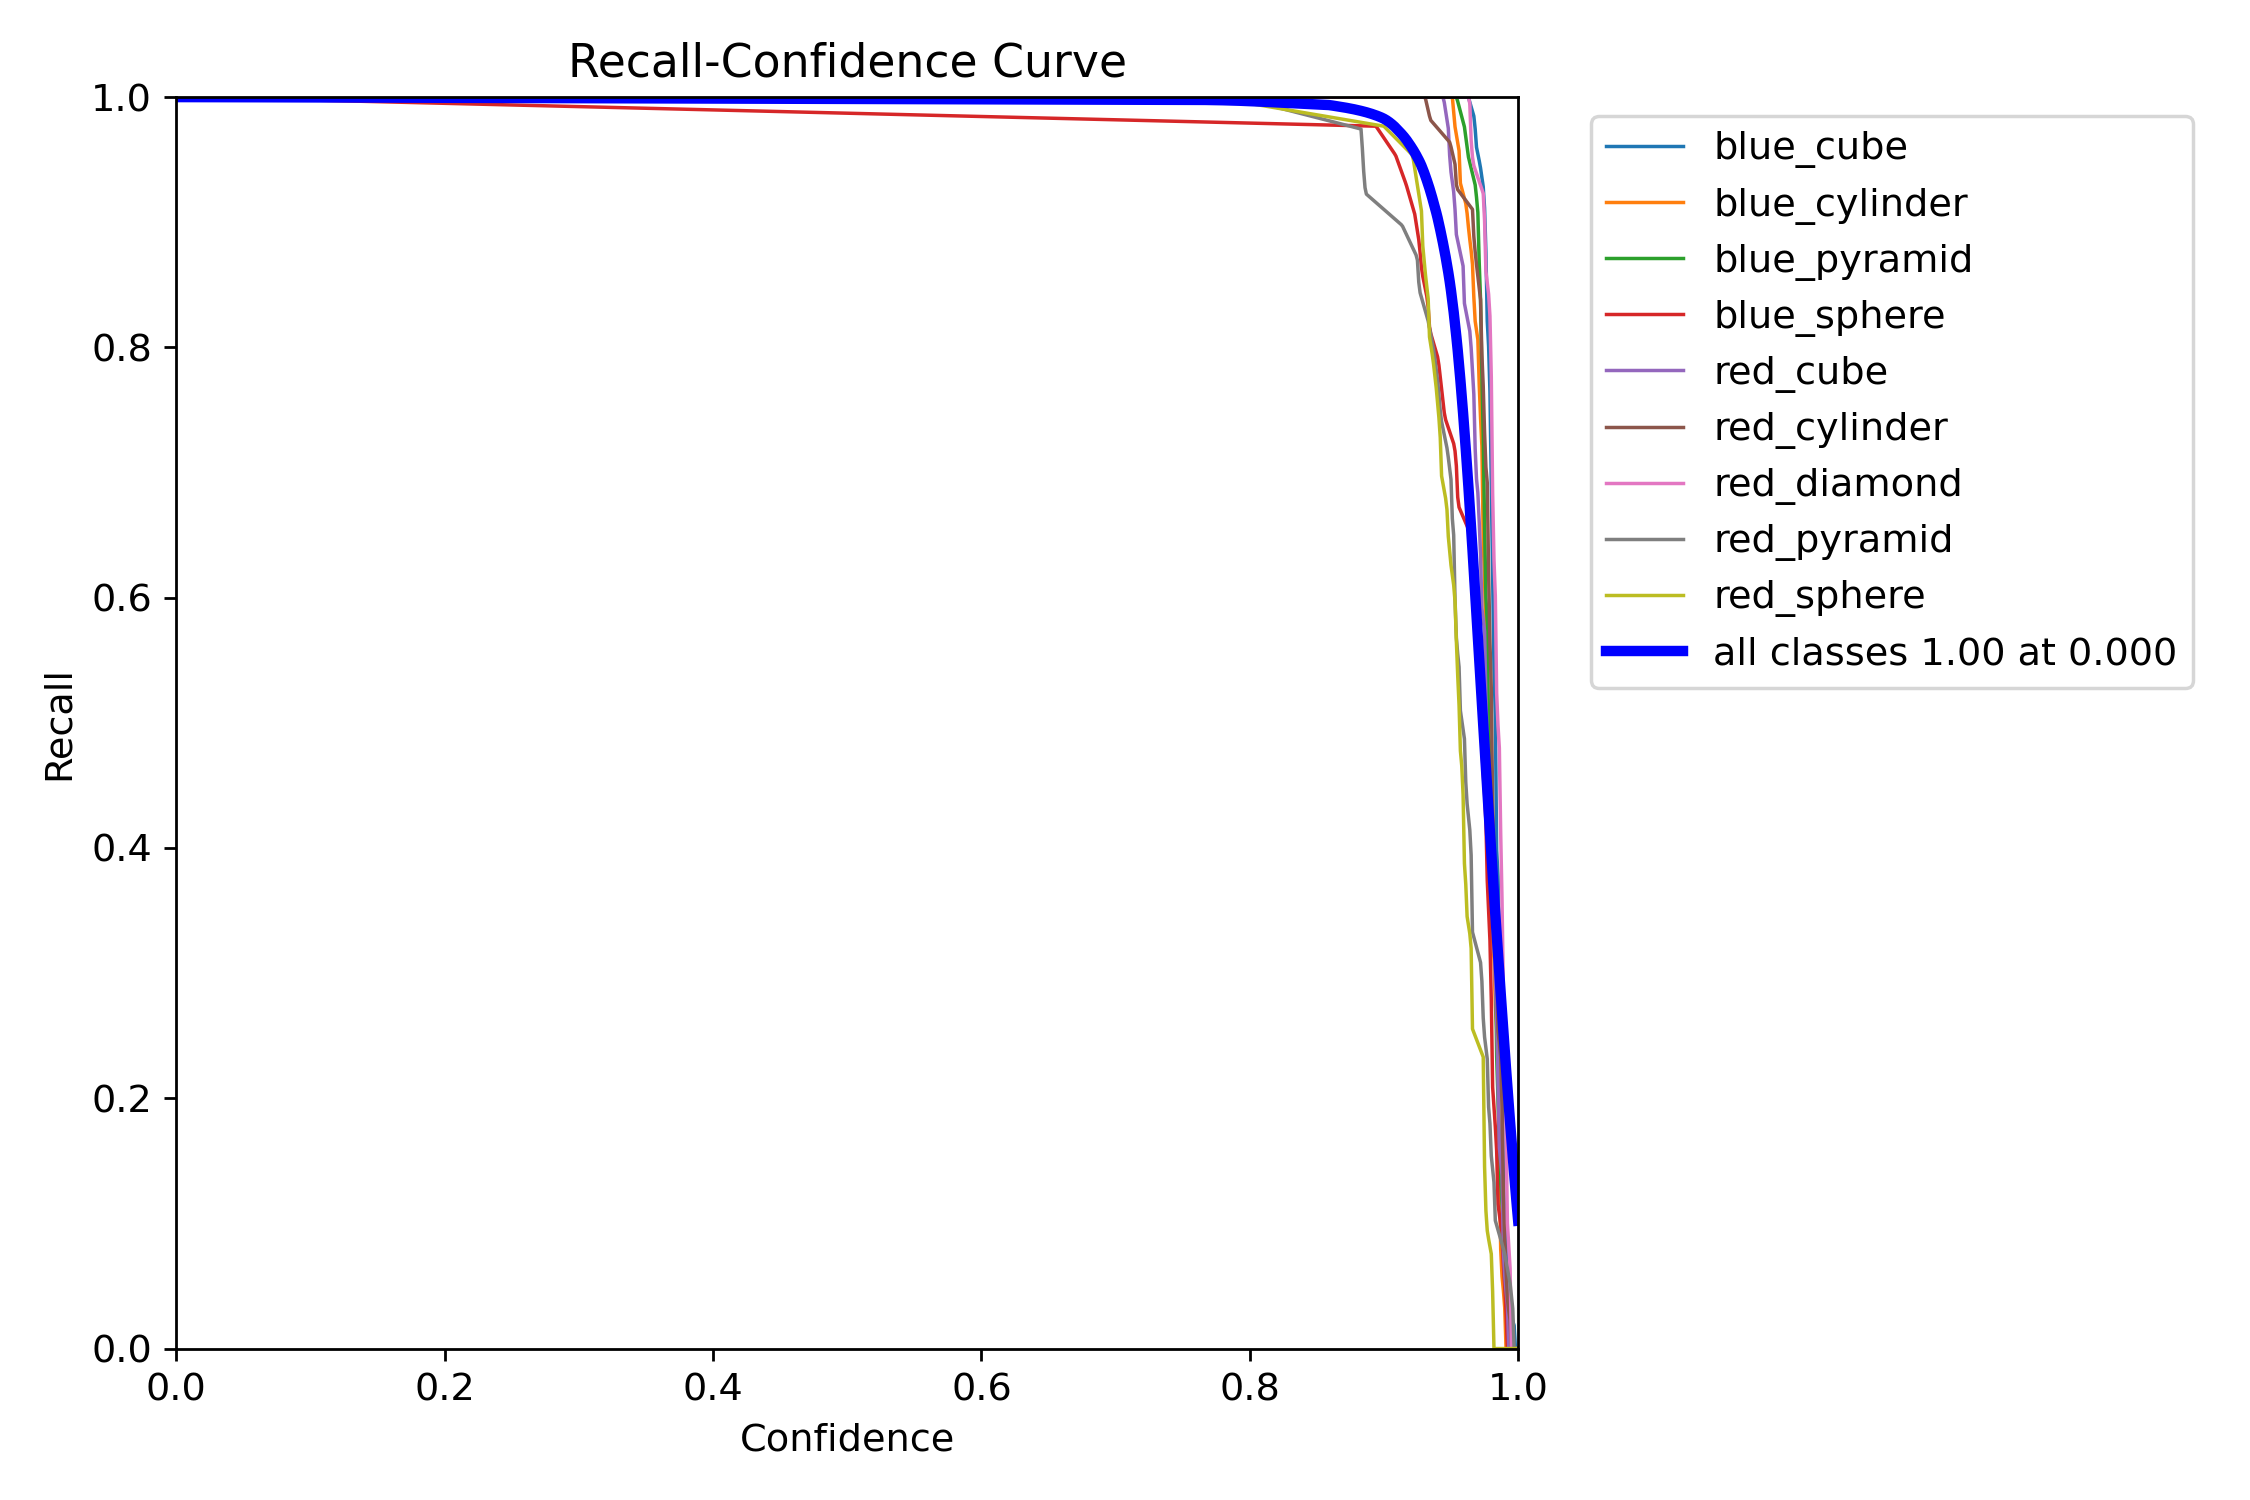 Recall-Confidence Curve
1.0
0.8
0.6
0.4
0.2
0.0
Recall
0.0 0.2 0.4 0.6 0.8 1.0
Confidence
blue_cube
blue_cylinder
blue_pyramid
blue_sphere
red_cube
red_cylinder
red_diamond
red_pyramid
red_sphere
all classes 1.00 at 0.000